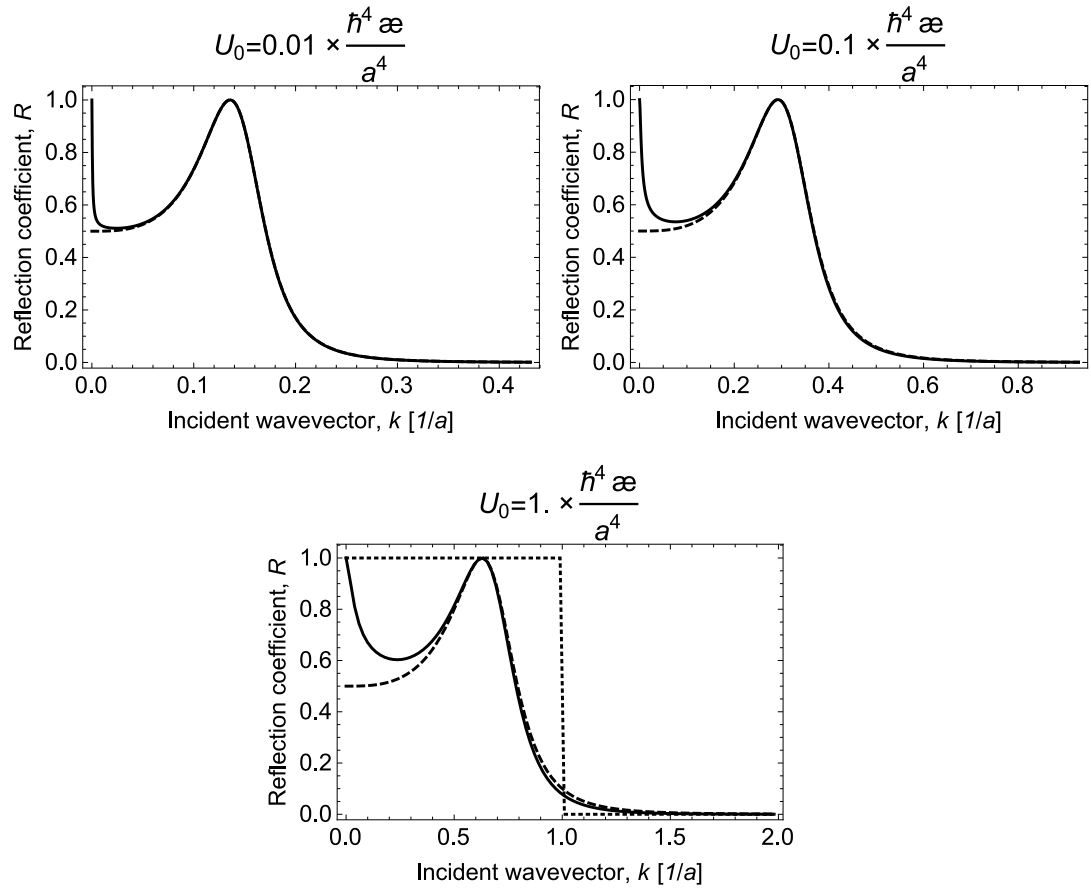 U₀=0.01 × ħ⁴ æ / a⁴
Reflection coefficient, R
1.0
0.8
0.6
0.4
0.2
0.0
0.0 0.1 0.2 0.3 0.4
Incident wavevector, k [1/a]
U₀=0.1 × ħ⁴ æ / a⁴
Reflection coefficient, R
1.0
0.8
0.6
0.4
0.2
0.0
0.0 0.2 0.4 0.6 0.8
Incident wavevector, k [1/a]
U₀=1. × ħ⁴ æ / a⁴
Reflection coefficient, R
1.0
0.8
0.6
0.4
0.2
0.0
0.0 0.5 1.0 1.5 2.0
Incident wavevector, k [1/a]